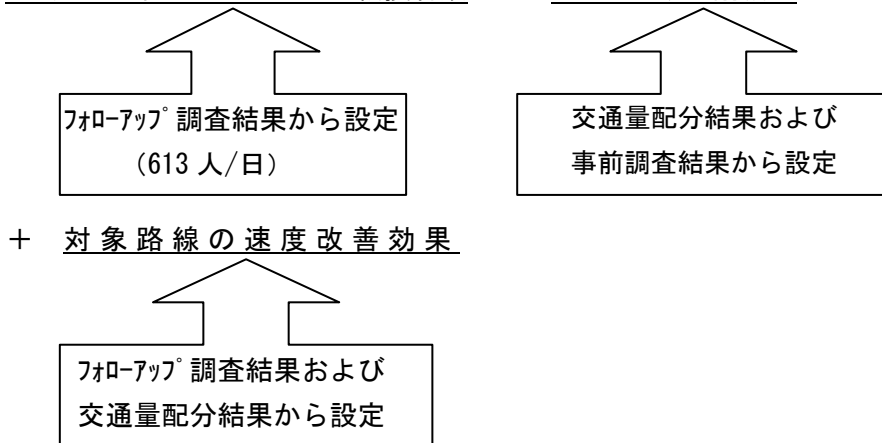 ﾌｫﾛｰｱｯﾌﾟ調査結果から設定
(613 人/日)
交通量配分結果および
事前調査結果から設定
＋ 対象路線の速度改善効果
ﾌｫﾛｰｱｯﾌﾟ調査結果および
交通量配分結果から設定